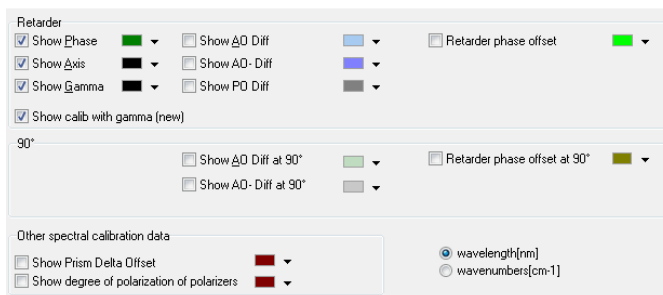 Retarder
Show Phase Show AO Diff Retarder phase offset
Show Axis Show AO- Diff
Show Gamma Show PO Diff
Show calib with gamma (new)
90°
Show AO Diff at 90° Retarder phase offset at 90°
Show AO- Diff at 90°
Other spectral calibration data
Show Prism Delta Offset wavelength[nm]
Show degree of polarization of polarizers wavenumbers[cm-1]